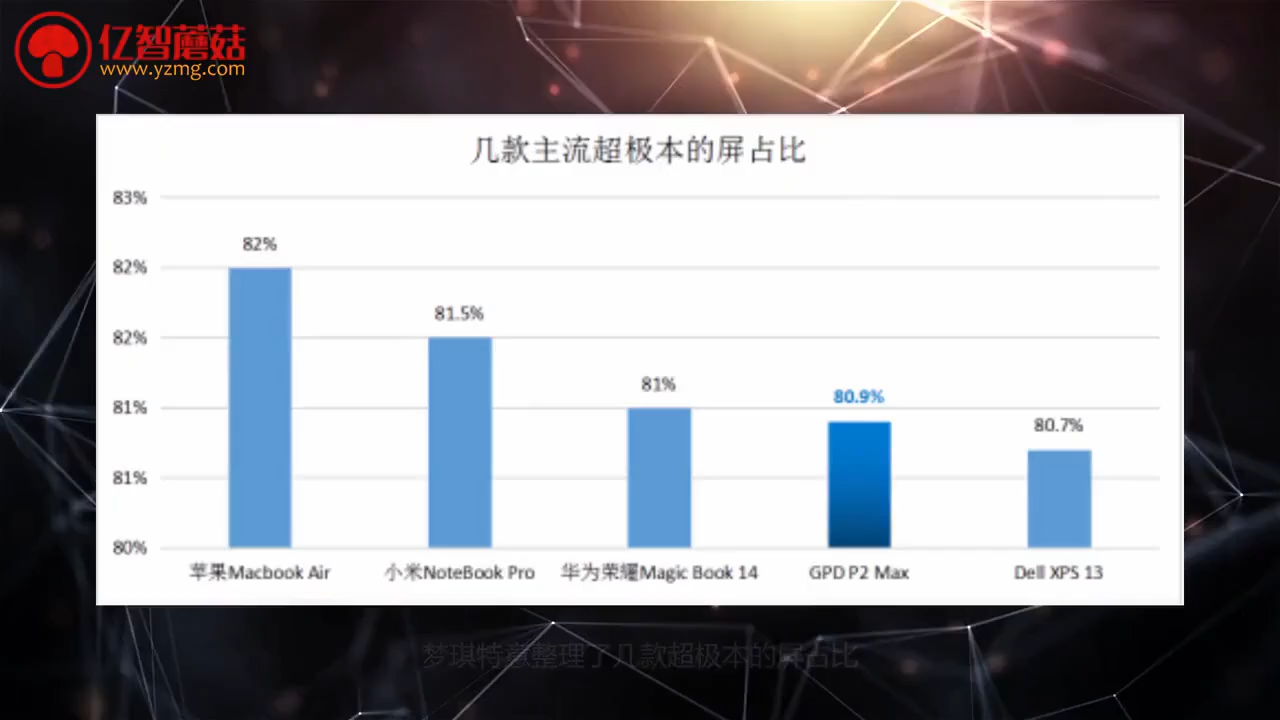 亿智蘑菇
www.yzmg.com
几款主流超极本的屏占比
83%
82%
82%
81%
81%
80%
82%
81.5%
81%
80.9%
80.7%
苹果Macbook Air
小米NoteBook Pro
华为荣耀Magic Book 14
GPD P2 Max
Dell XPS 13
梦琪特意整理了几款超极本的屏占比